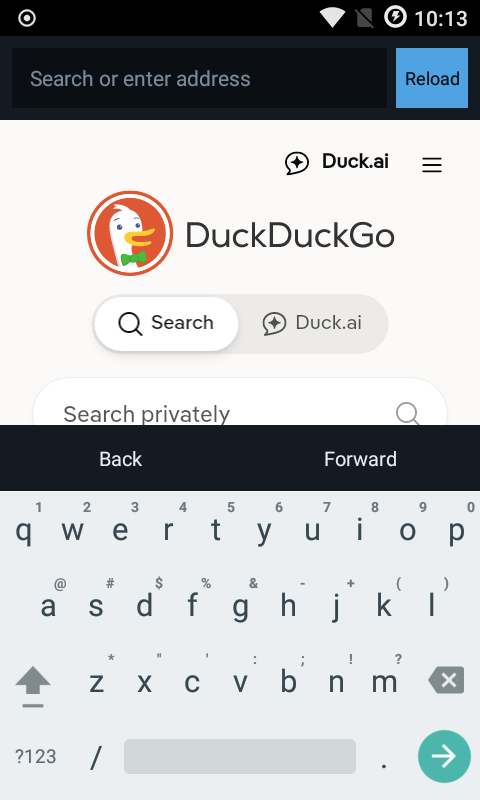 10:13
Search or enter address
Reload
Duck.ai
DuckDuckGo
Search
Duck.ai
Search privately
Back
Forward
1 2 3 4 5 6 7 8 9 0
q w e r t y u i o p
@ # $ % & - + ( )
a s d f g h j k l
* " ' : ; ! ?
z x c v b n m
?123 / .